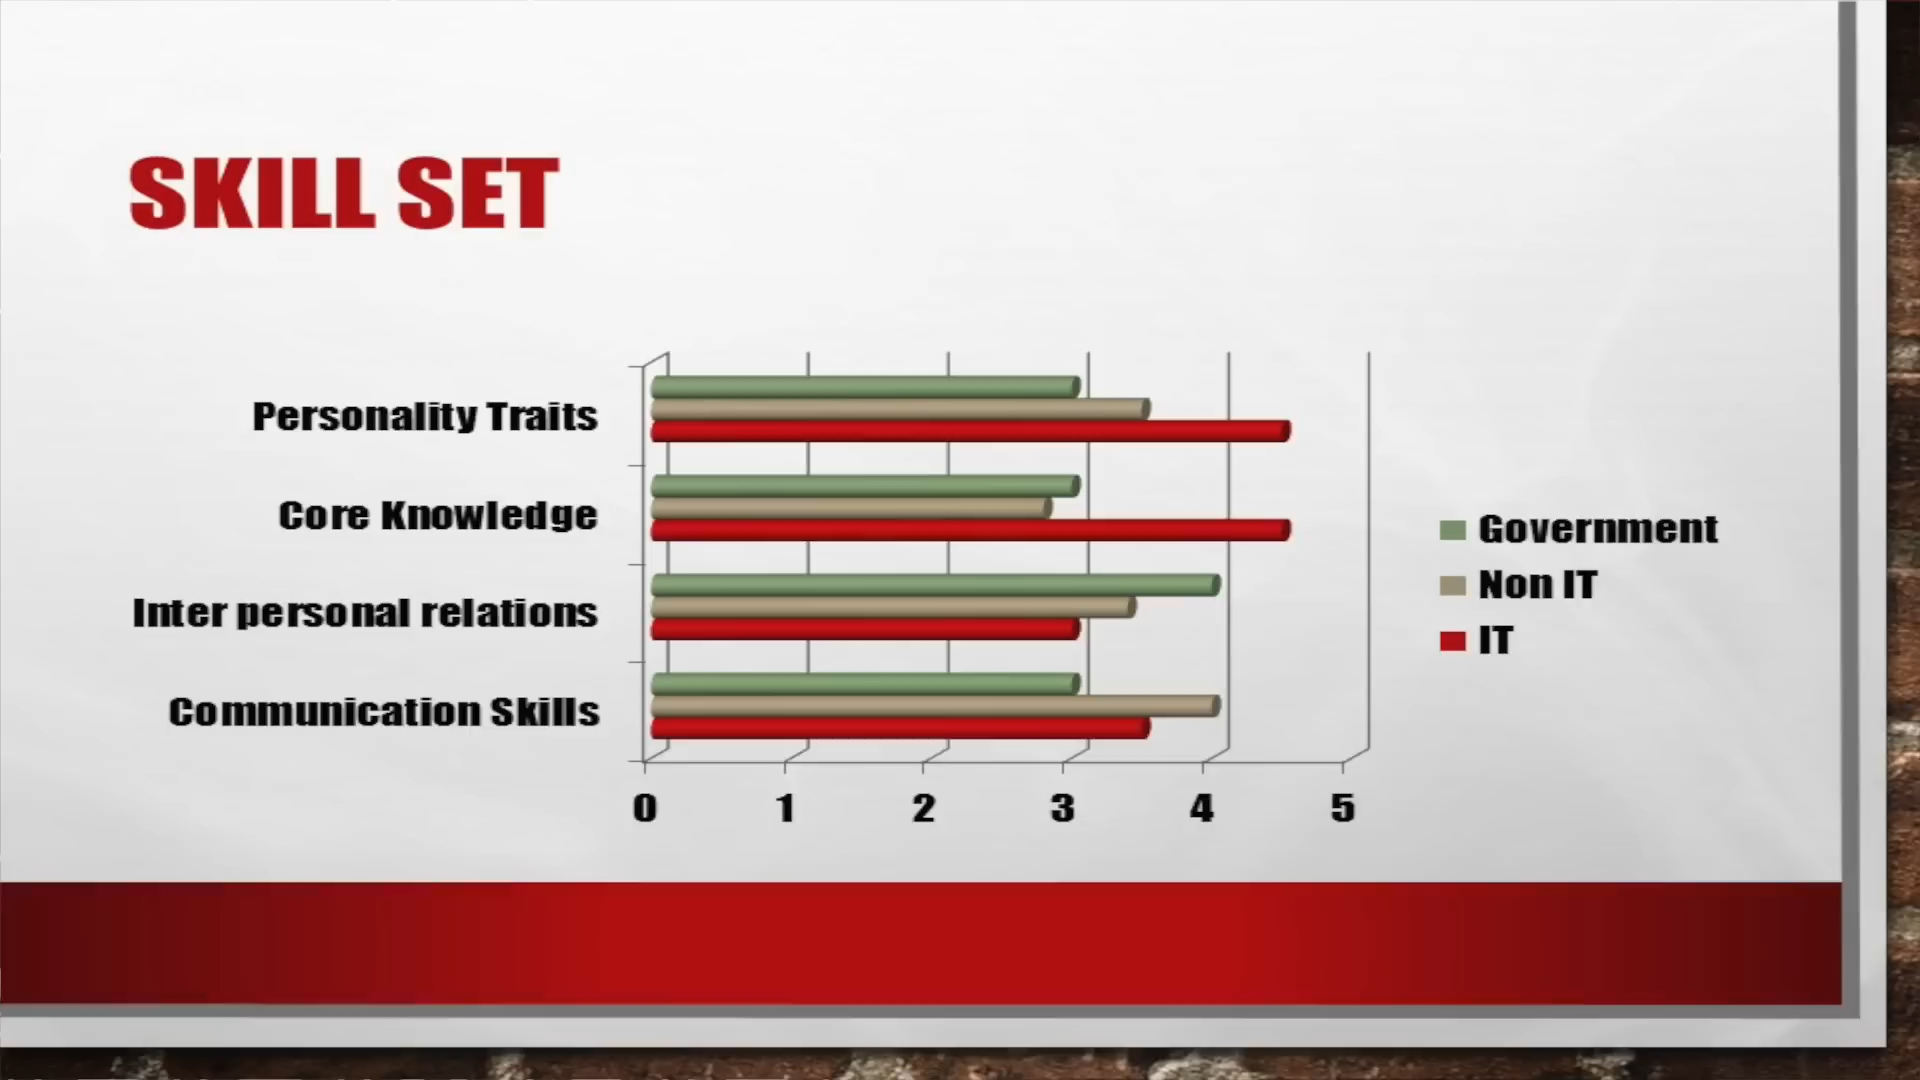 SKILL SET
Personality Traits
Core Knowledge
Inter personal relations
Communication Skills
0 1 2 3 4 5
Government
Non IT
IT